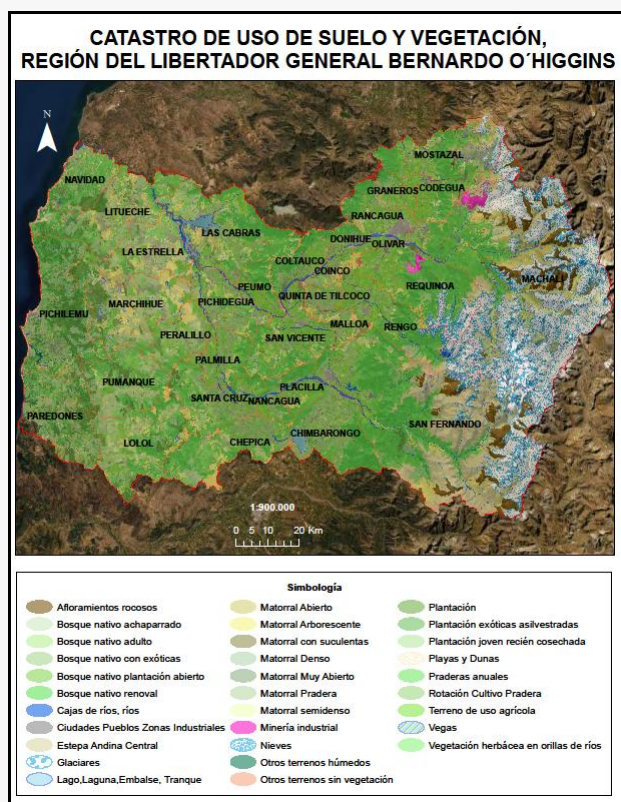 CATASTRO DE USO DE SUELO Y VEGETACIÓN,
REGIÓN DEL LIBERTADOR GENERAL BERNARDO O´HIGGINS
N
MOSTAZAL
NAVIDAD
GRANEROS
CODEGUA
LITUECHE
RANCAGUA
LAS CABRAS
DONIHUE
OLIVAR
LA ESTRELLA
COLTAUCO
COINCO
MACHALI
PEUMO
REQUINOA
QUINTA DE TILCOCO
MARCHIHUE
PICHIDEGUA
PICHILEMU
MALLOA
RENGO
PERALILLO
SAN VICENTE
PALMILLA
PUMANQUE
PLACILLA
SANTA CRUZ
NANCAGUA
PAREDONES
SAN FERNANDO
LOLOL
CHEPICA
CHIMBARONGO
1:900.000
0 5 10 20 Km
Simbología
Afloramientos rocosos
Bosque nativo achaparrado
Bosque nativo adulto
Bosque nativo con exóticas
Bosque nativo plantación abierto
Bosque nativo renoval
Cajas de ríos, ríos
Ciudades Pueblos Zonas Industriales
Estepa Andina Central
Glaciares
Lago,Laguna,Embalse, Tranque
Matorral Abierto
Matorral Arborescente
Matorral con suculentas
Matorral Denso
Matorral Muy Abierto
Matorral Pradera
Matorral semidenso
Minería industrial
Nieves
Otros terrenos húmedos
Otros terrenos sin vegetación
Plantación
Plantación exóticas asilvestradas
Plantación joven recién cosechada
Playas y Dunas
Praderas anuales
Rotación Cultivo Pradera
Terreno de uso agrícola
Vegas
Vegetación herbácea en orillas de ríos